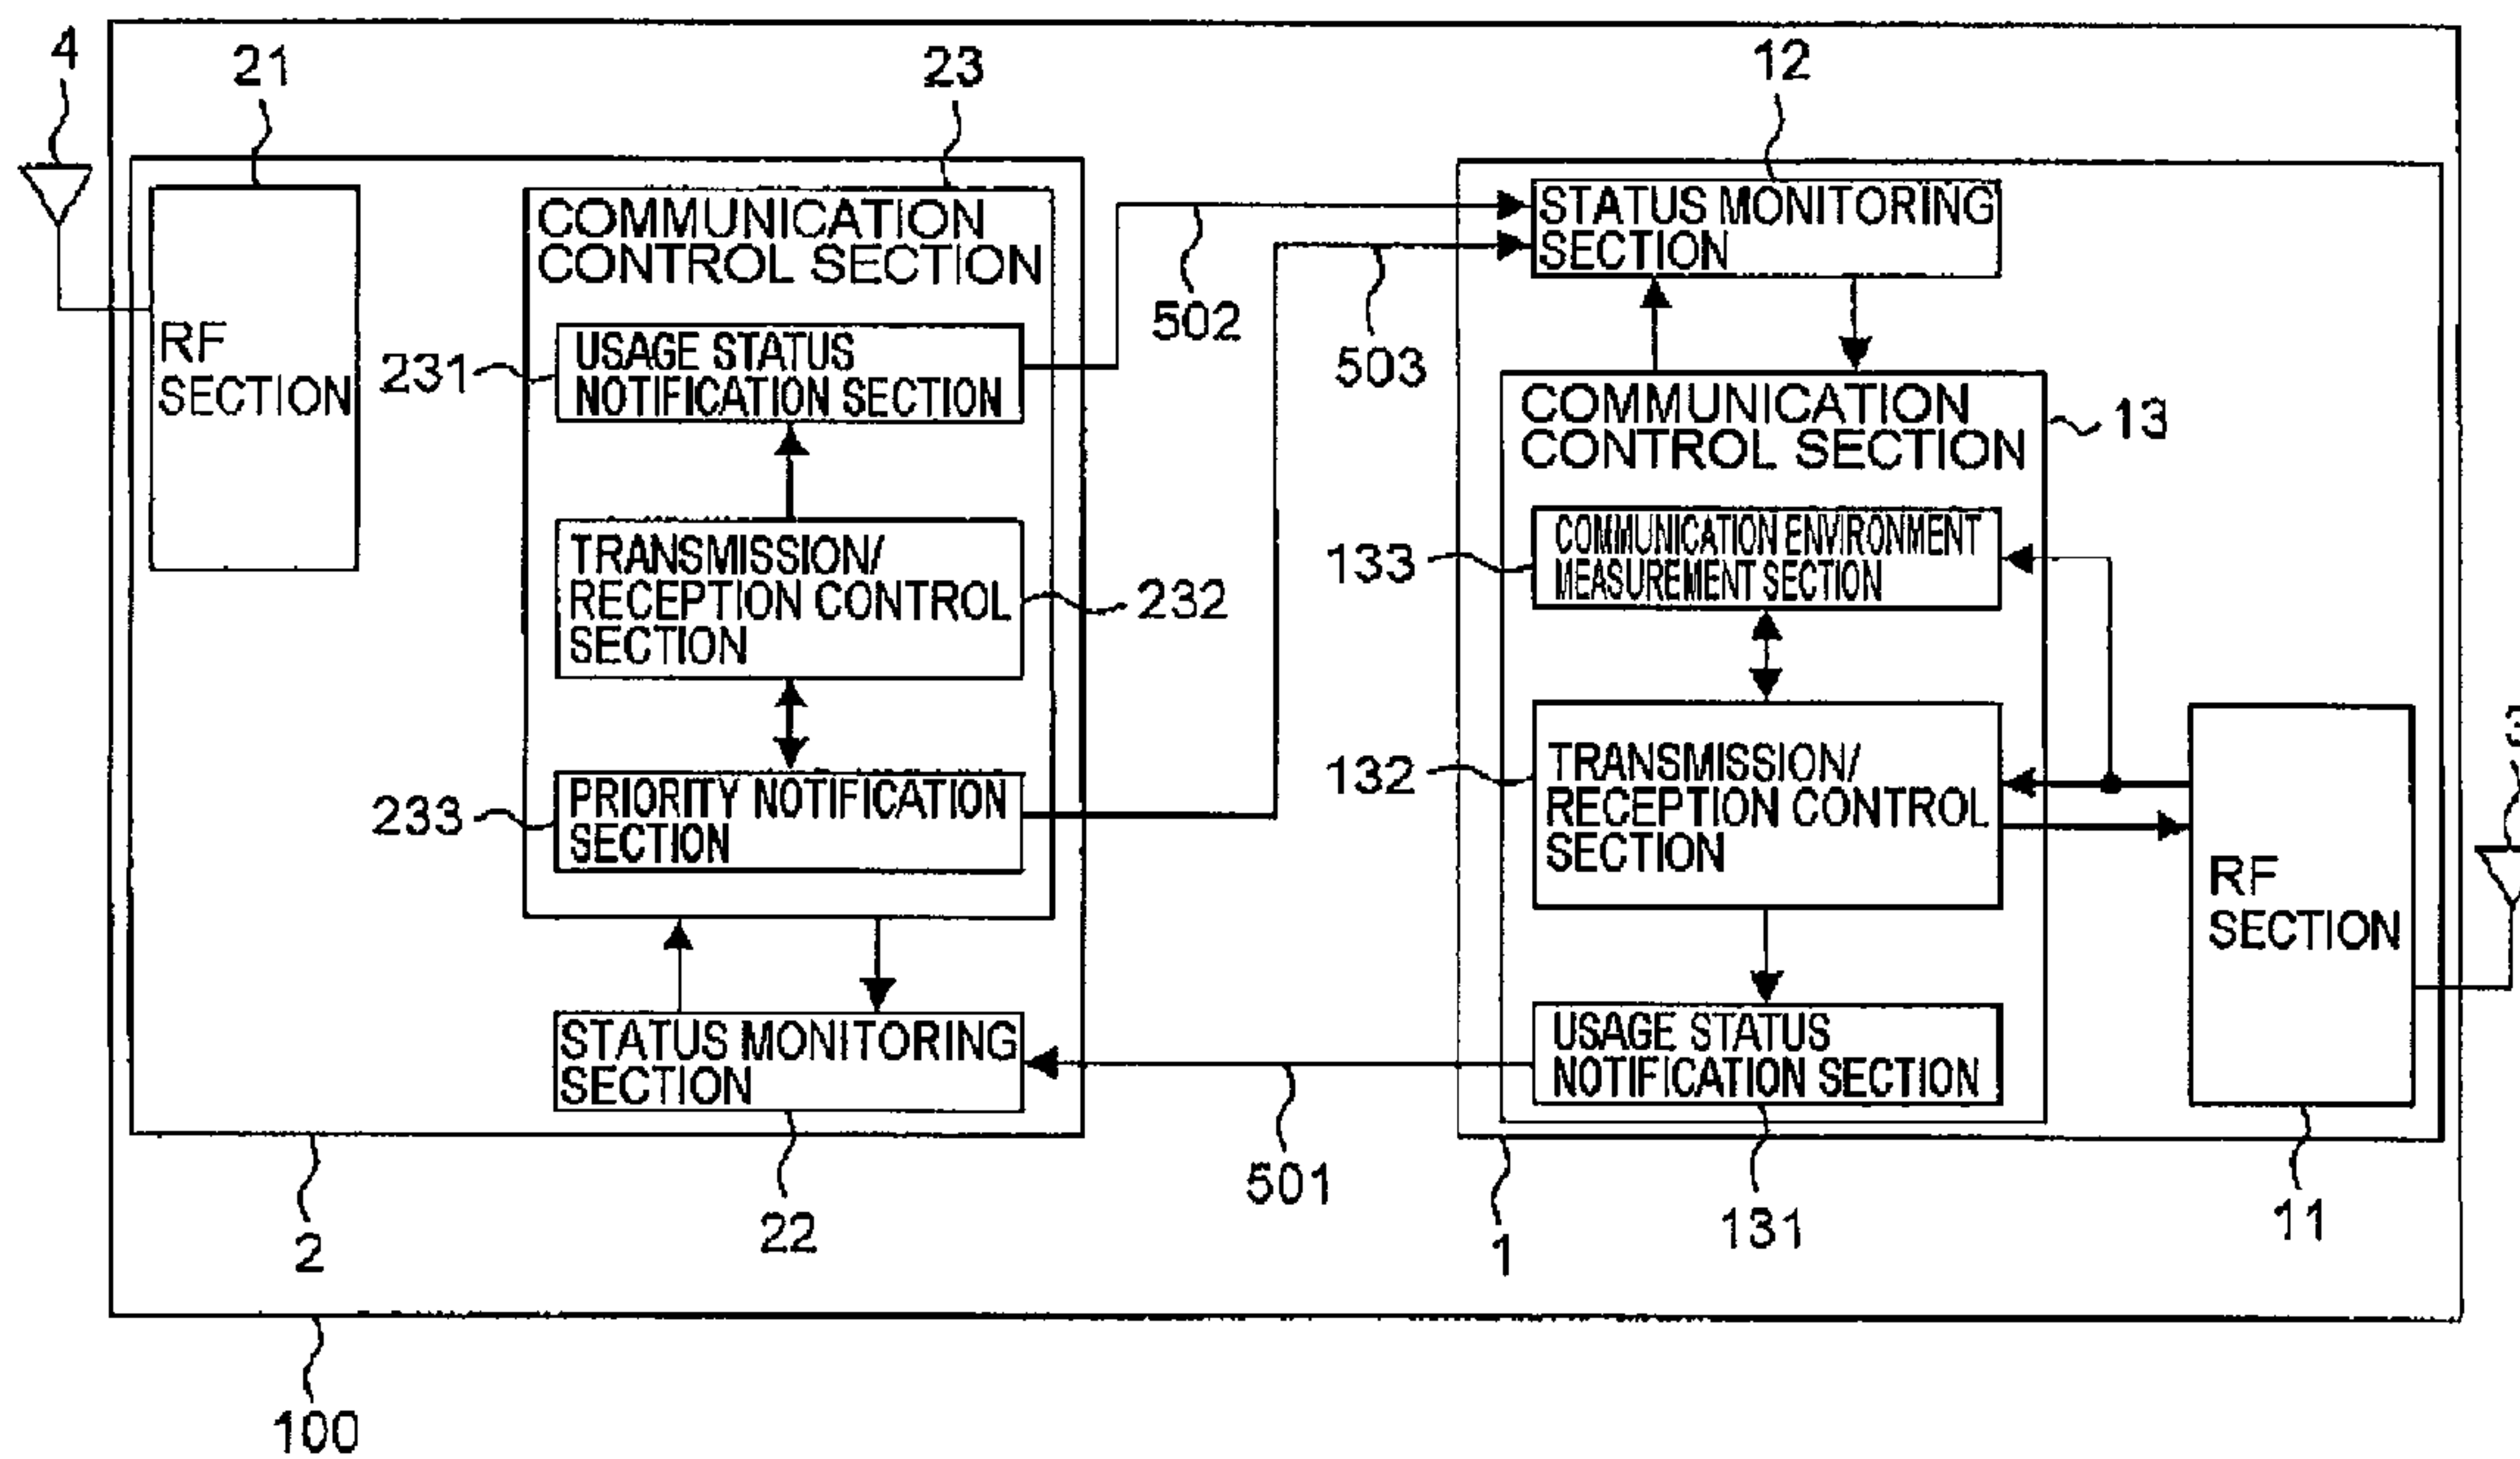 4
21
23
12
COMMUNICATION
CONTROL SECTION
STATUS MONITORING
SECTION
502
503
RF
SECTION
231
USAGE STATUS
NOTIFICATION SECTION
COMMUNICATION
CONTROL SECTION
13
133
COMMUNICATION ENVIRONMENT
MEASUREMENT SECTION
TRANSMISSION/
RECEPTION CONTROL
SECTION
232
132
TRANSMISSION/
RECEPTION CONTROL
SECTION
3
233
PRIORITY NOTIFICATION
SECTION
RF
SECTION
STATUS MONITORING
SECTION
USAGE STATUS
NOTIFICATION SECTION
501
2
22
1
131
11
100